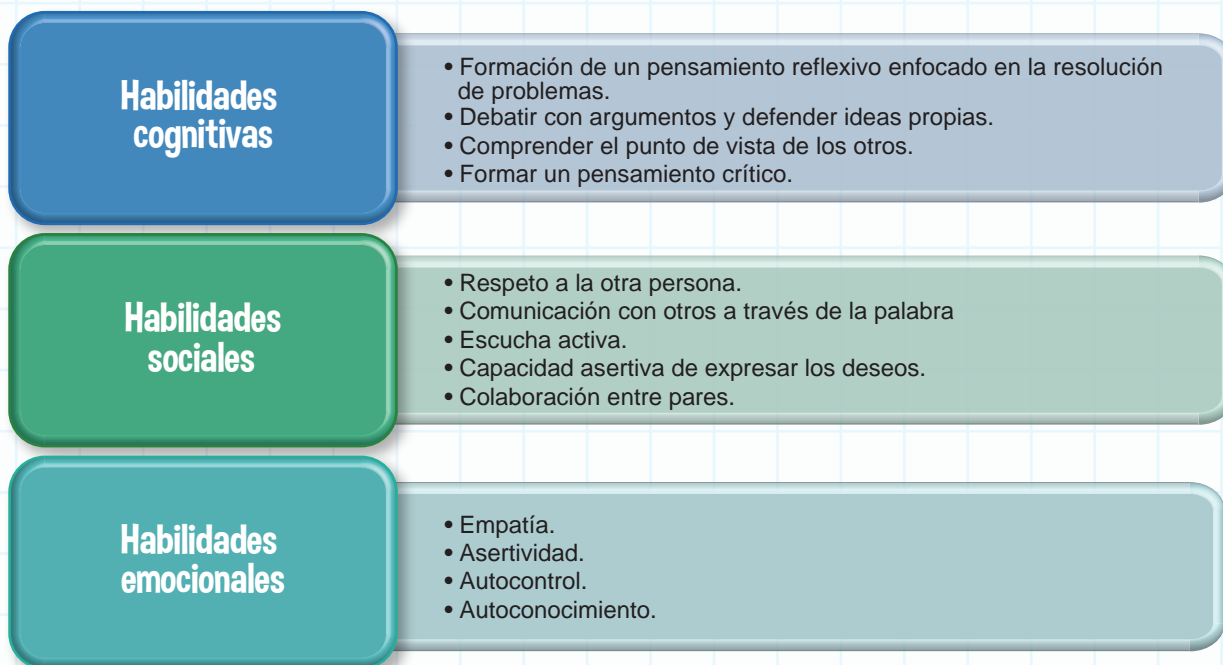 Habilidades
cognitivas
• Formación de un pensamiento reflexivo enfocado en la resolución
de problemas.
• Debatir con argumentos y defender ideas propias.
• Comprender el punto de vista de los otros.
• Formar un pensamiento crítico.
Habilidades
sociales
• Respeto a la otra persona.
• Comunicación con otros a través de la palabra
• Escucha activa.
• Capacidad asertiva de expresar los deseos.
• Colaboración entre pares.
Habilidades
emocionales
• Empatía.
• Asertividad.
• Autocontrol.
• Autoconocimiento.